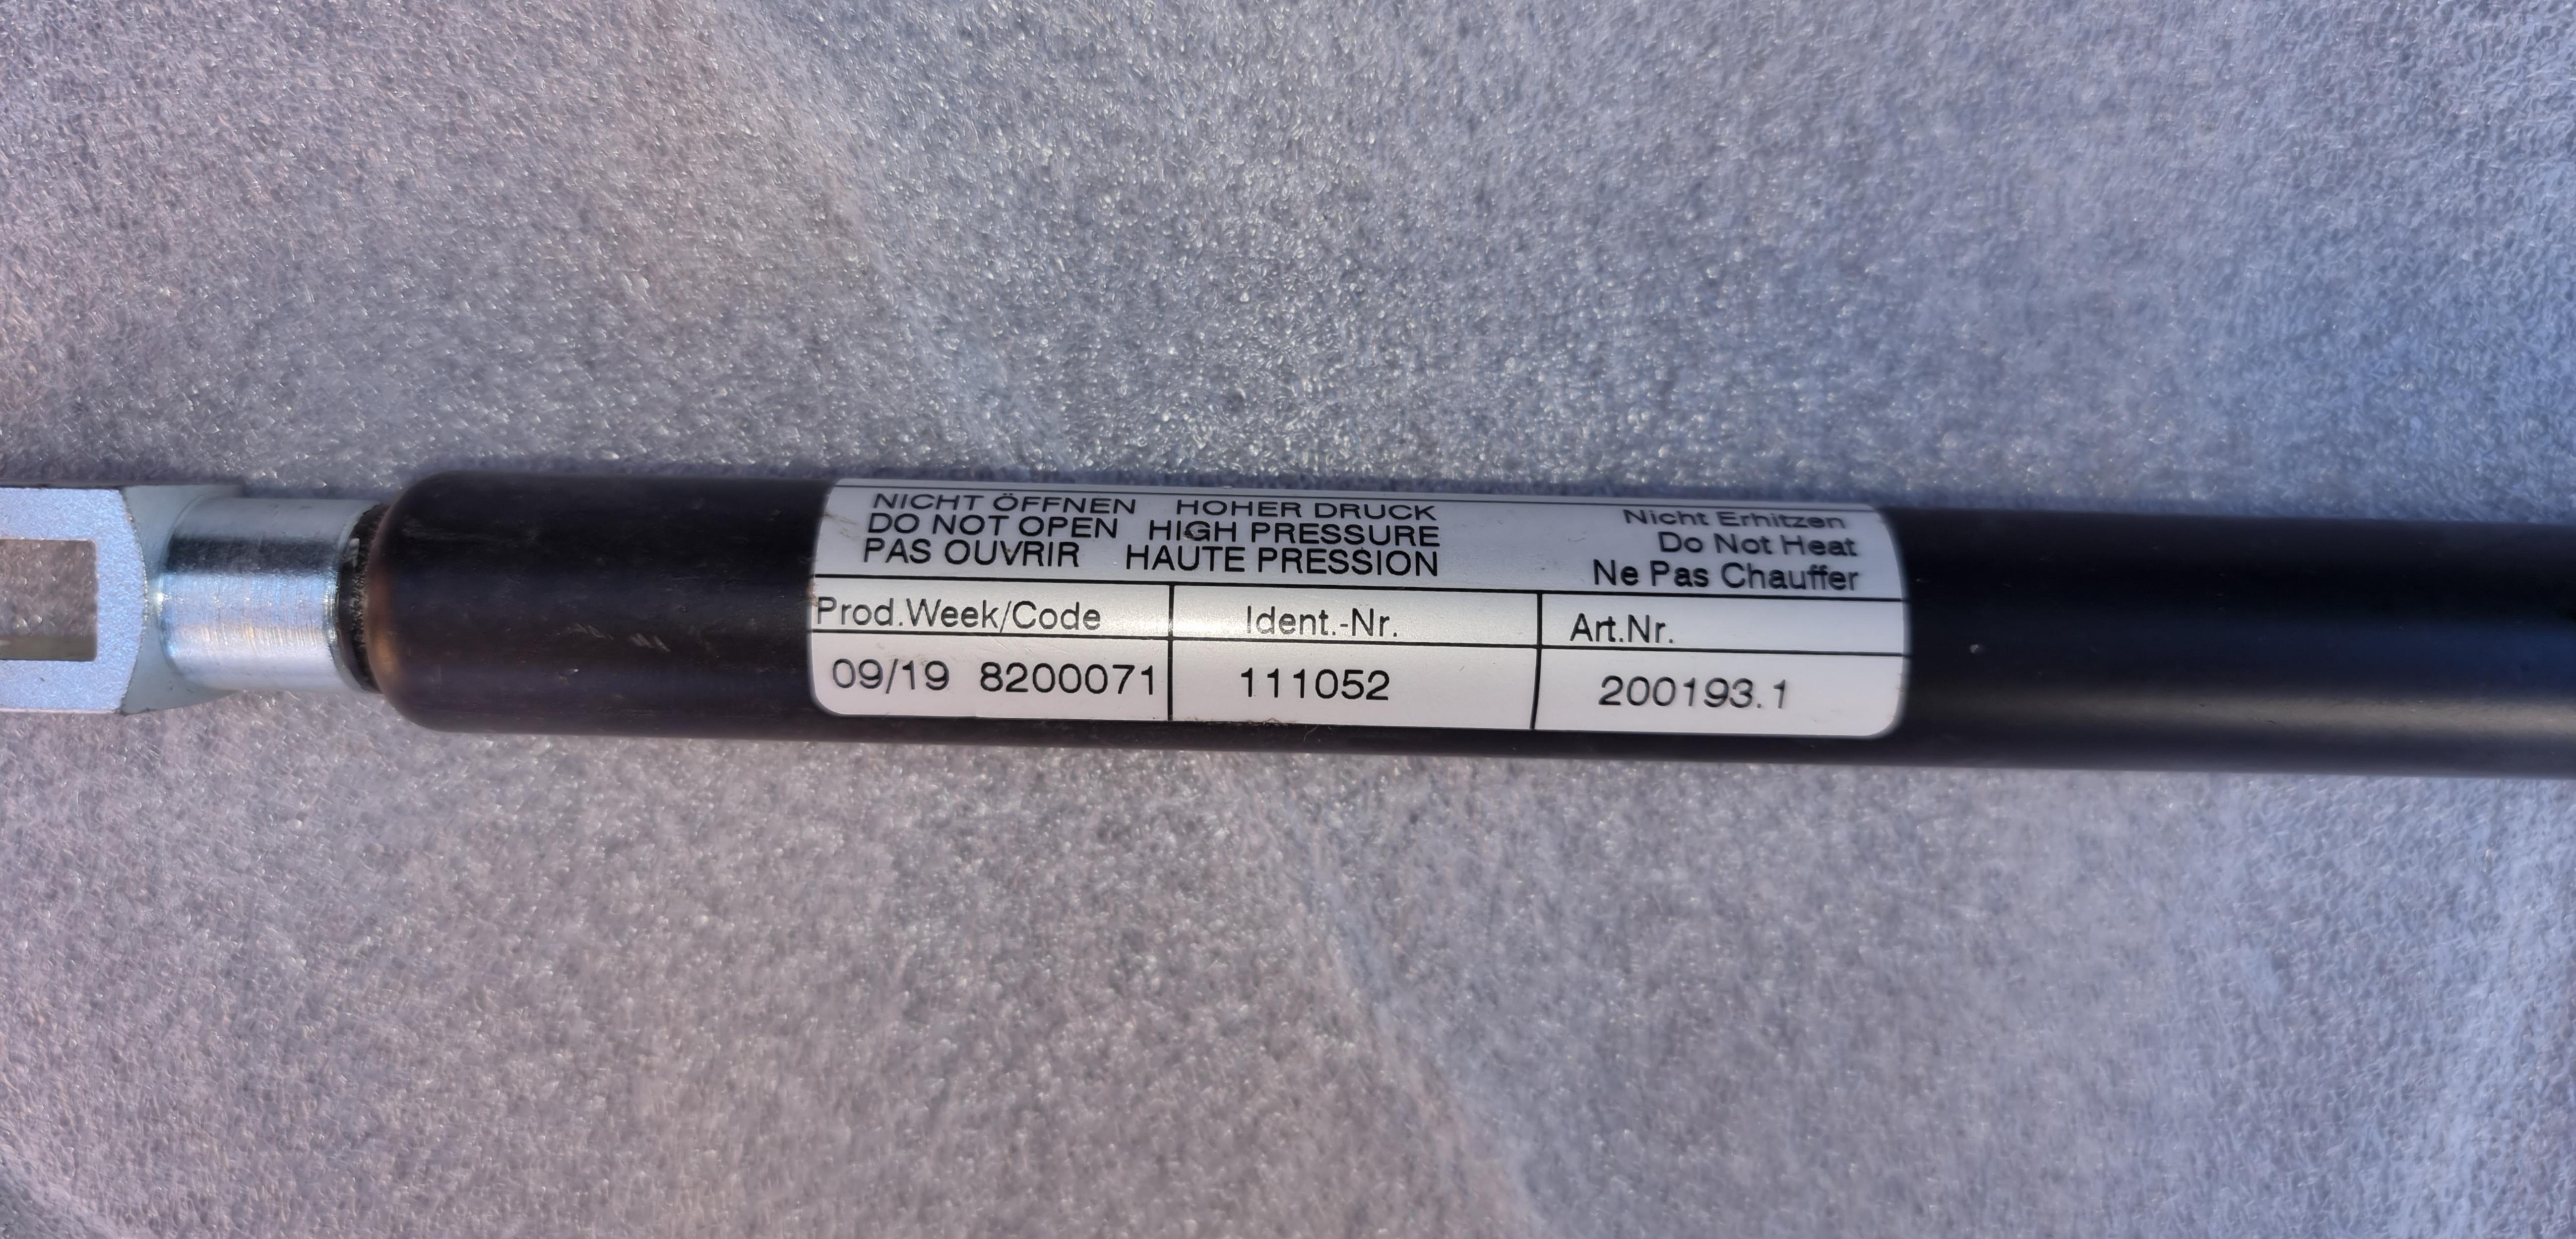 NICHT ÖFFNEN HOHER DRUCK
DO NOT OPEN HIGH PRESSURE
PAS OUVRIR HAUTE PRESSION
Nicht Erhitzen
Do Not Heat
Ne Pas Chauffer
Prod.Week/Code Ident.-Nr. Art.Nr.
09/19 8200071 111052 200193.1